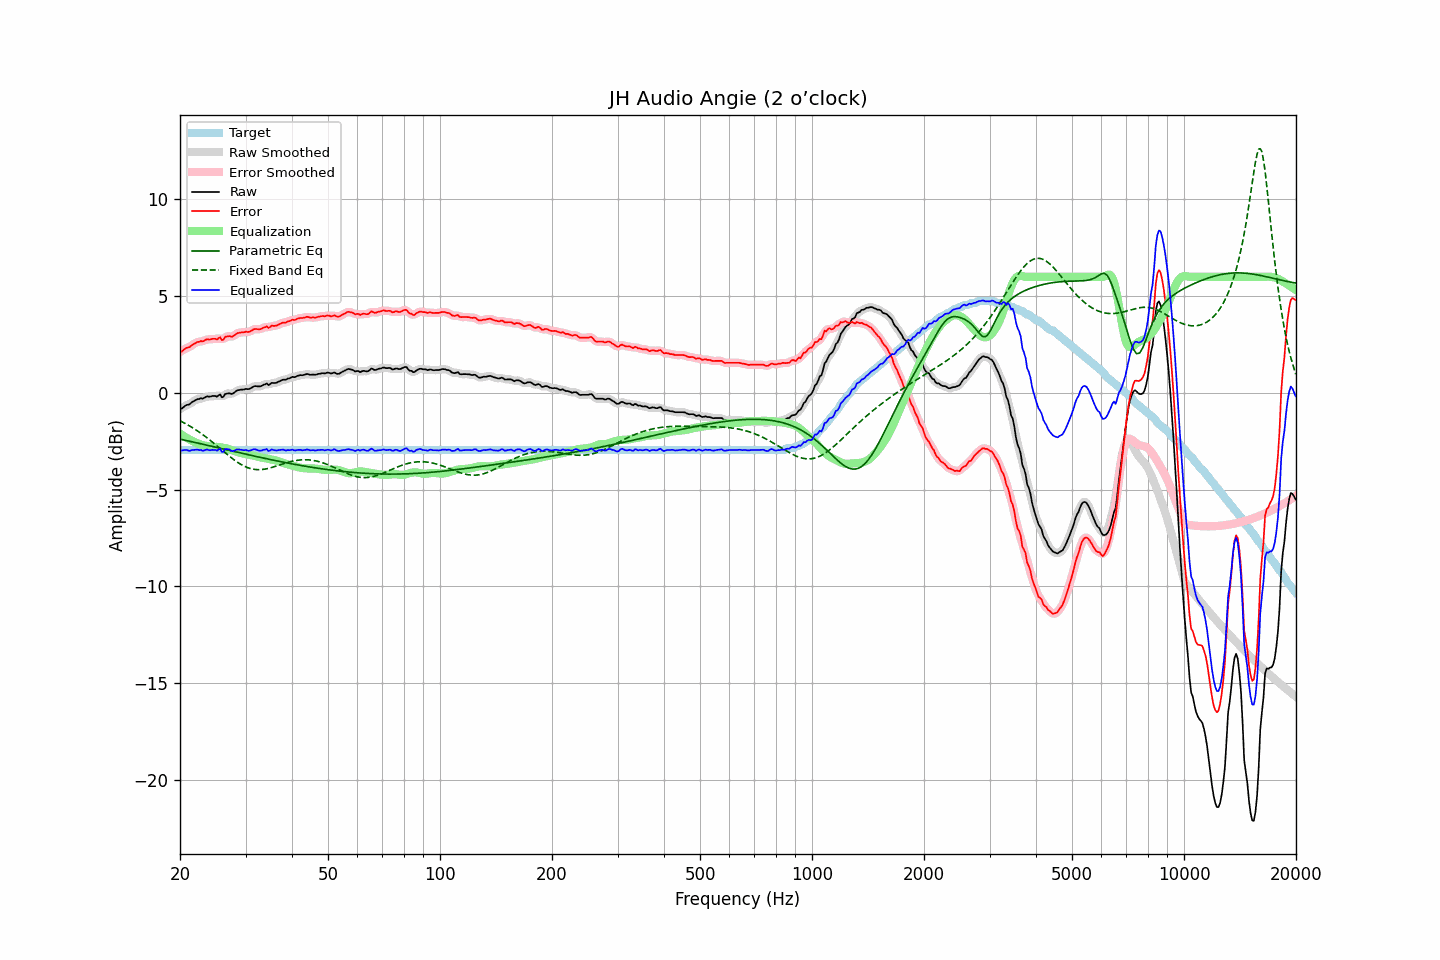 JH Audio Angie (2 o’clock)
Target
Raw Smoothed
Error Smoothed
Raw
Error
Equalization
Parametric Eq
Fixed Band Eq
Equalized
10
5
0
−5
−10
−15
−20
Amplitude (dBr)
20 50 100 200 500 1000 2000 5000 10000 20000
Frequency (Hz)